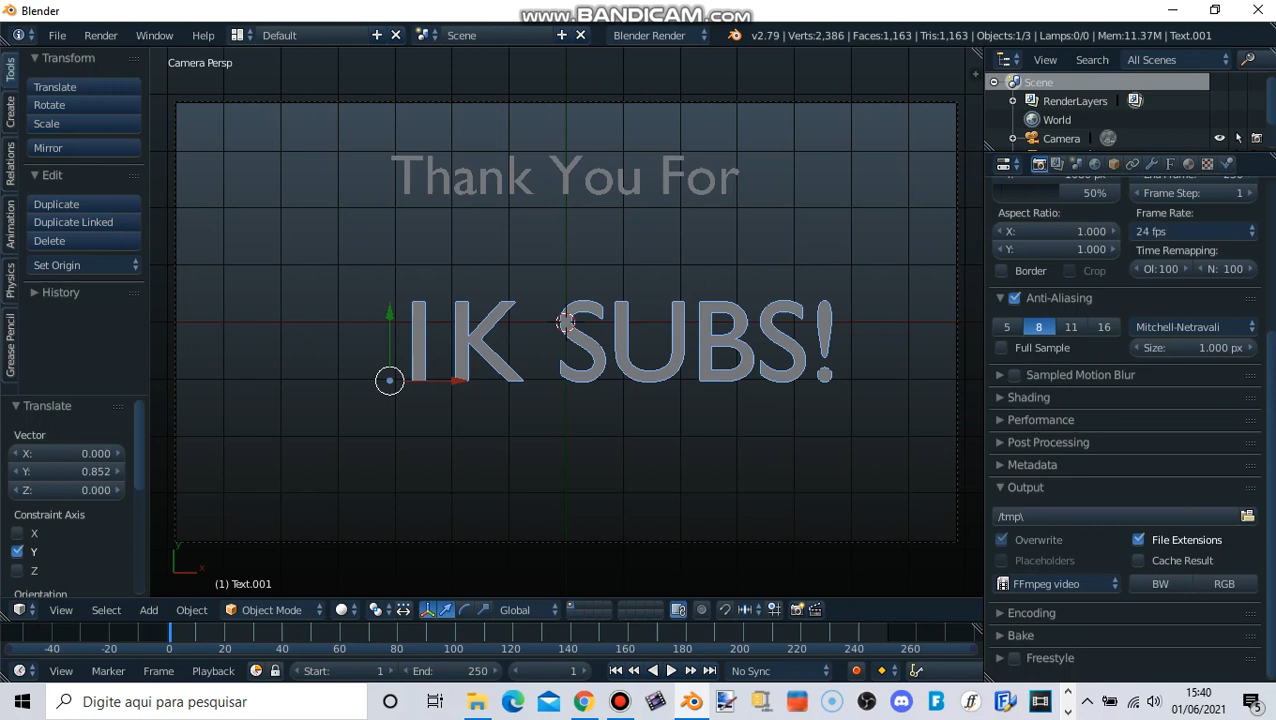 Blender
www.BANDICAM.com
File Render Window Help Default Scene Blender Render v2.79 | Verts:2,386 | Faces:1,163 | Tris:1,163 | Objects:1/3 | Lamps:0/0 | Mem:11.37M | Text.001
Tools
Create
Relations
Animation
Physics
Grease Pencil
Transform
Translate
Rotate
Scale
Mirror
Edit
Duplicate
Duplicate Linked
Delete
Set Origin
History
Translate
Vector
X: 0.000
Y: 0.852
Z: 0.000
Constraint Axis
X
Y
Z
Orientation
Camera Persp
Thank You For
1K SUBS!
y
x
(1) Text.001
View Select Add Object Object Mode Global
-40 -20 0 20 40 60 80 100 120 140 160 180 200 220 240 260
View Marker Frame Playback Start: 1 End: 250 1 No Sync
View Search All Scenes
Scene
RenderLayers
World
Camera
50%
Frame Step: 1
Aspect Ratio:
X: 1.000
Y: 1.000
Border Crop
Frame Rate:
24 fps
Time Remapping:
Ol:100 N: 100
Anti-Aliasing
5 8 11 16 Mitchell-Netravali
Full Sample Size: 1.000 px
Sampled Motion Blur
Shading
Performance
Post Processing
Metadata
Output
/tmp\
Overwrite File Extensions
Placeholders Cache Result
FFmpeg video BW RGB
Encoding
Bake
Freestyle
Digite aqui para pesquisar
15:40
01/06/2021
5